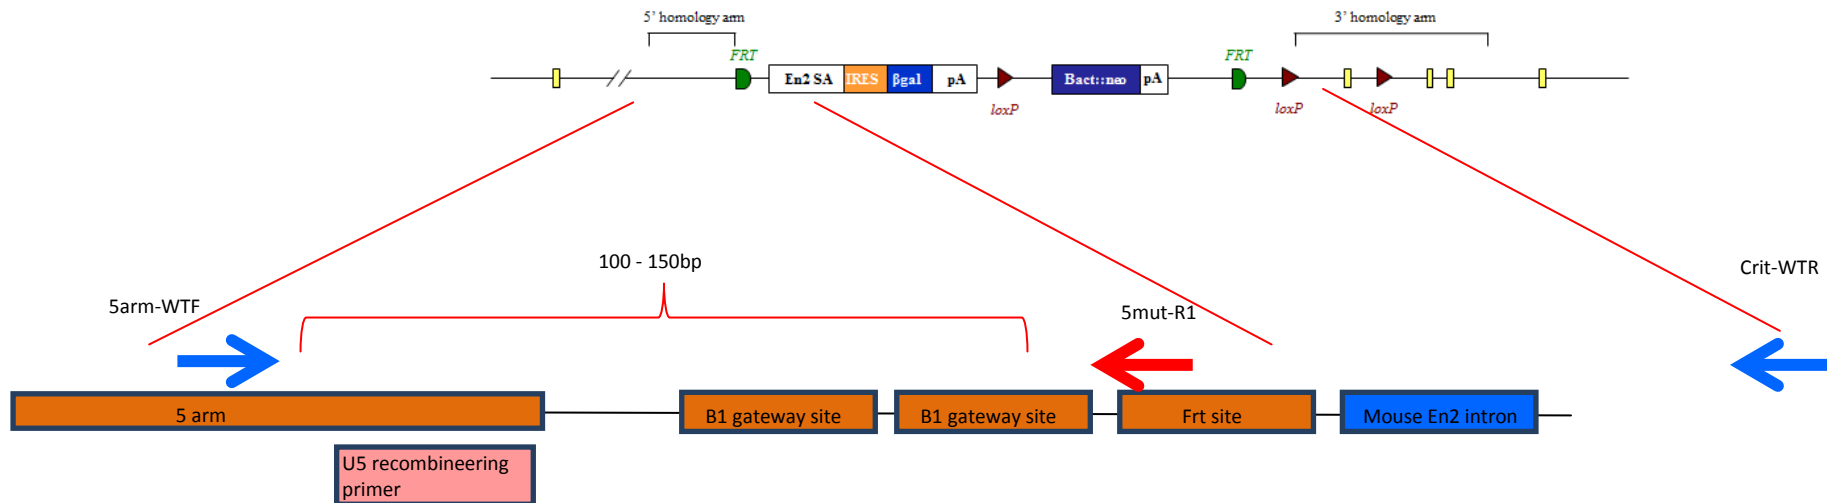 5' homology arm
3' homology arm
FRT
FRT
En2 SA
IRES
βgal
pA
Bact::neo
pA
loxP
loxP
loxP
100 - 150bp
Crit-WTR
5arm-WTF
5mut-R1
5 arm
B1 gateway site
B1 gateway site
Frt site
Mouse En2 intron
U5 recombineering
primer